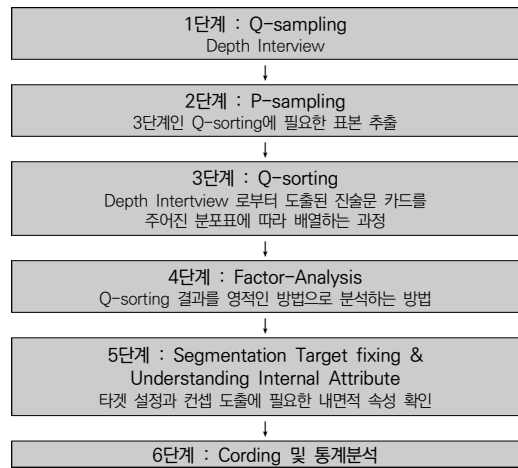 1단계 : Q-sampling
Depth Interview
↓
2단계 : P-sampling
3단계인 Q-sorting에 필요한 표본 추출
↓
3단계 : Q-sorting
Depth Intertview 로부터 도출된 진술문 카드를
주어진 분포표에 따라 배열하는 과정
↓
4단계 : Factor-Analysis
Q-sorting 결과를 영적인 방법으로 분석하는 방법
↓
5단계 : Segmentation Target fixing &
Understanding Internal Attribute
타겟 설정과 컨셉 도출에 필요한 내면적 속성 확인
↓
6단계 : Cording 및 통계분석